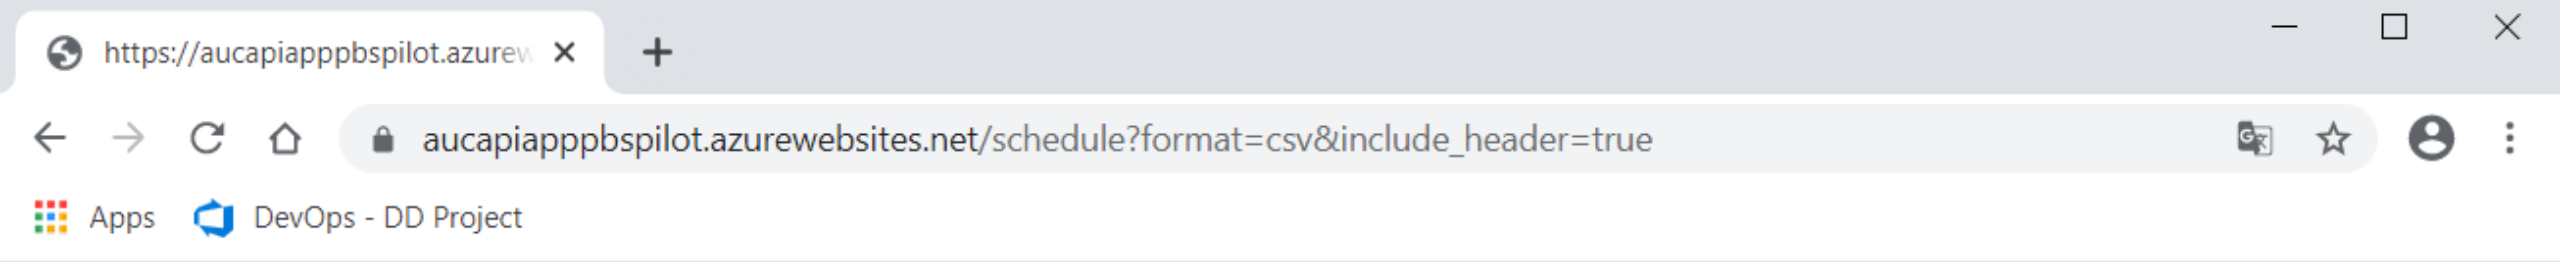 https://aucapiapppbspilot.azurew
aucapiapppbspilot.azurewebsites.net/schedule?format=csv&include_header=true
Apps DevOps - DD Project